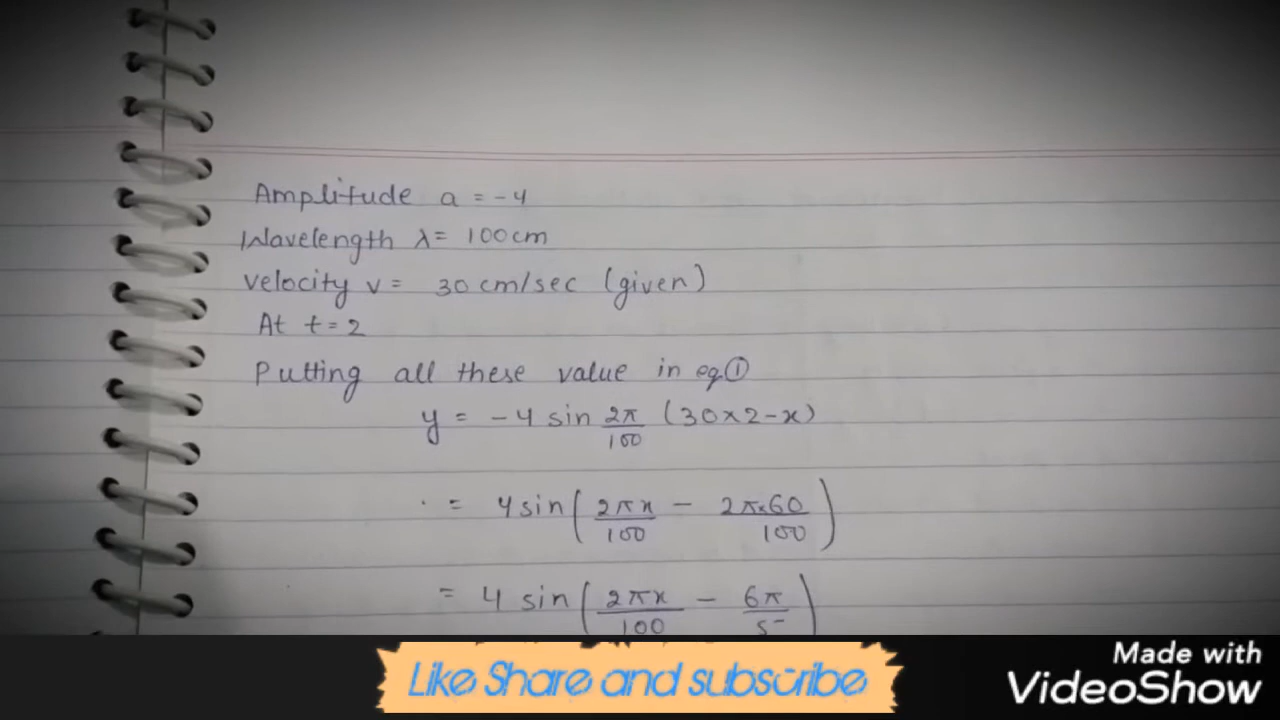 Amplitude a = -4
Wavelength λ= 100cm
Velocity v = 30 cm/sec (given)
At t=2
Putting all these value in eq①
y = -4 sin 2π/100 (30×2-x)
= 4sin(2πx/100 - 2π×60/100)
= 4 sin(2πx/100 - 6π/5)
Like Share and subscribe
Made with
VideoShow